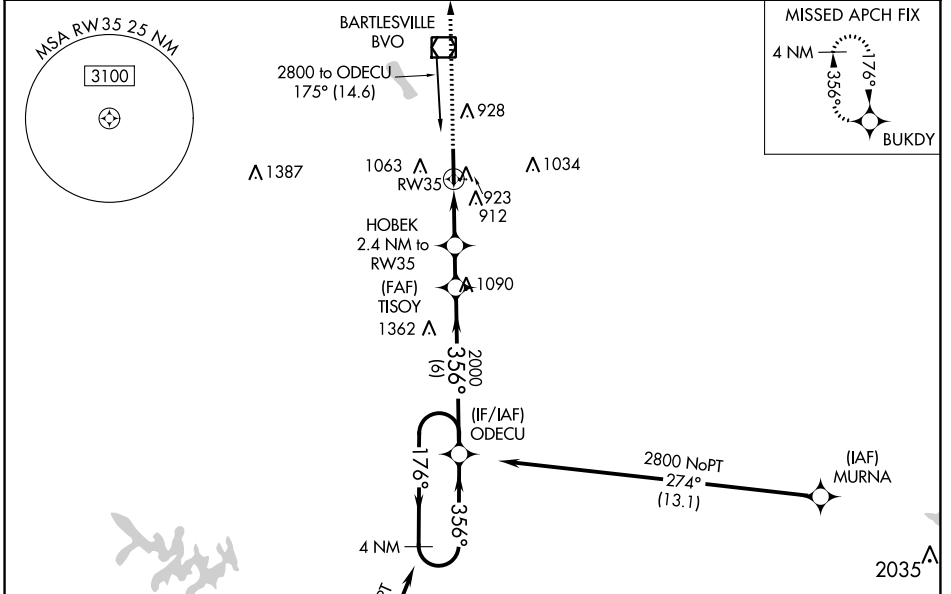 MSA RW35 25 NM
3100
BARTLESVILLE
BVO
2800 to ODECU
175° (14.6)
928
MISSED APCH FIX
4 NM
356°
176°
BUKDY
1387
1063
RW35
1034
923
912
HOBEK
2.4 NM to
RW35
(FAF)
TISOY
1090
1362
2000
356°
(6)
(IF/IAF)
ODECU
176°
356°
4 NM
2800 NoPT
274°
(13.1)
(IAF)
MURNA
2035